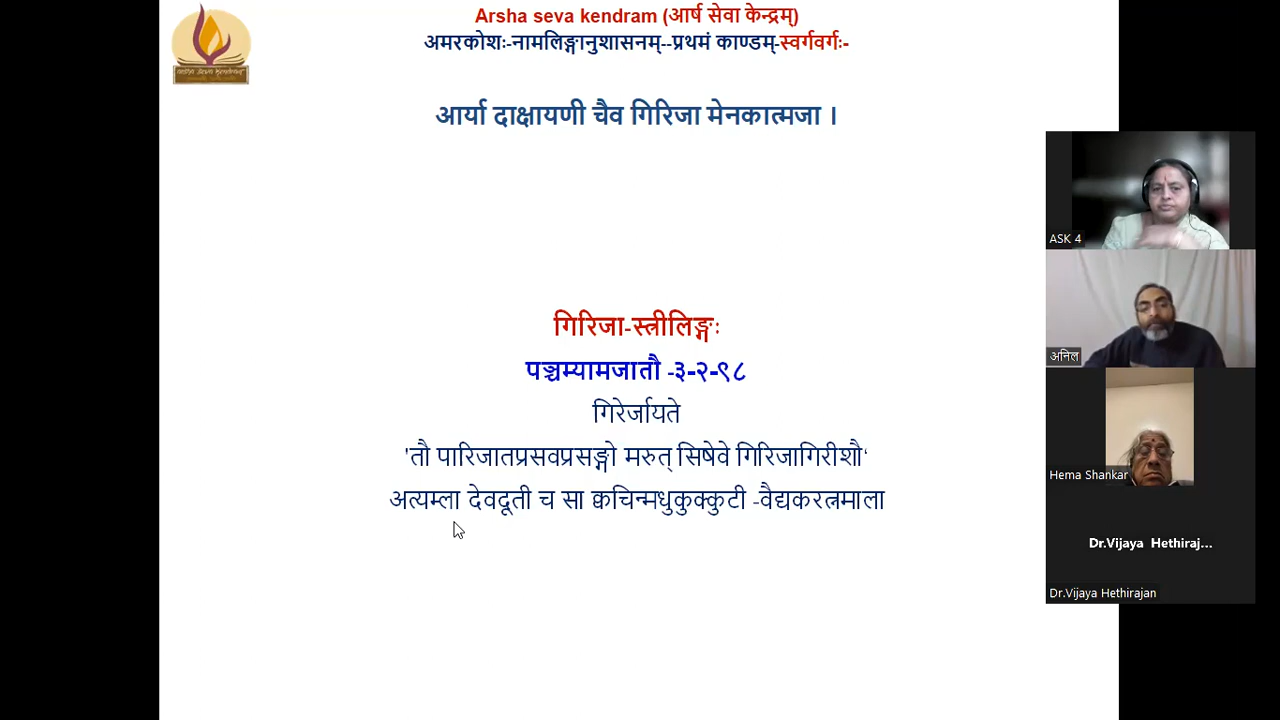 Arsha seva kendram (आर्ष सेवा केन्द्रम्)
अमरकोशः-नामलिङ्गानुशासनम्--प्रथमं काण्डम्-स्वर्गवर्गः-
आर्या दाक्षायणी चैव गिरिजा मेनकात्मजा ।
गिरिजा-स्त्रीलिङ्गः
पञ्चम्यामजातौ -३-२-९८
गिरेर्जायते
'तौ पारिजातप्रसवप्रसङ्गो मरुत् सिषेवे गिरिजागिरीशौ'
अत्यम्ला देवदूती च सा क्वचिन्मधुकुक्कुटी -वैद्यकरत्नमाला
ASK 4
अनिल
Hema Shankar
Dr.Vijaya Hethiraj...
Dr.Vijaya Hethirajan